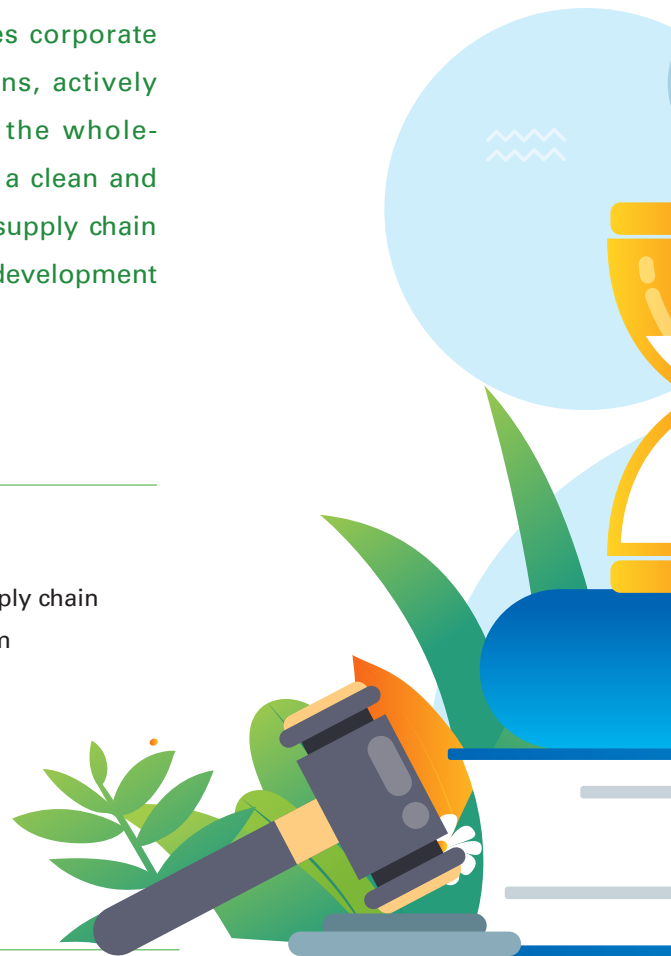 es corporate
ns, actively
the whole-
a clean and
supply chain
development
ply chain
n